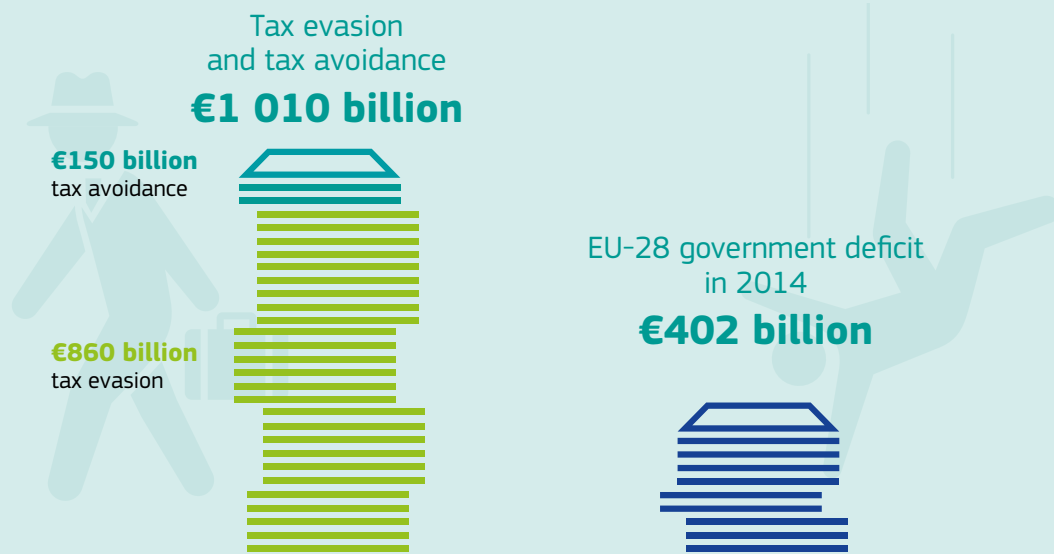 Tax evasion
and tax avoidance
€1 010 billion
€150 billion
tax avoidance
€860 billion
tax evasion
EU-28 government deficit
in 2014
€402 billion